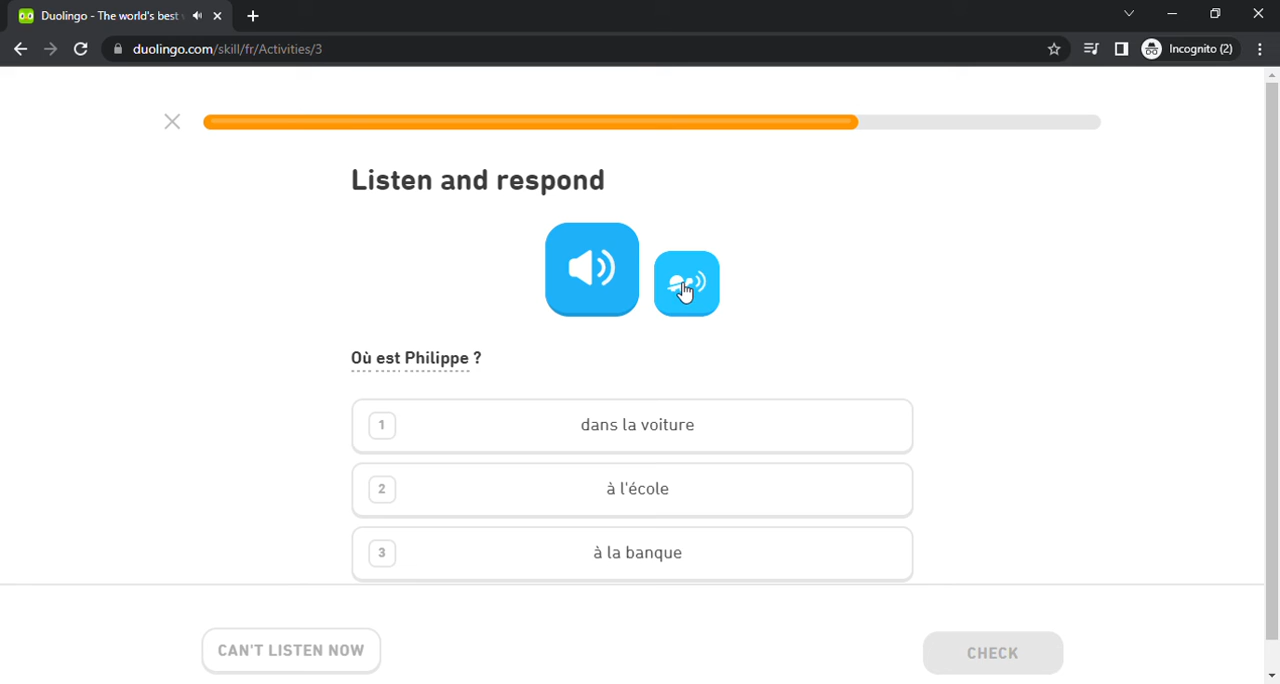 Duolingo - The world's best
duolingo.com/skill/fr/Activities/3
Incognito (2)
Listen and respond
Où est Philippe ?
1 dans la voiture
2 à l'école
3 à la banque
CAN'T LISTEN NOW
CHECK